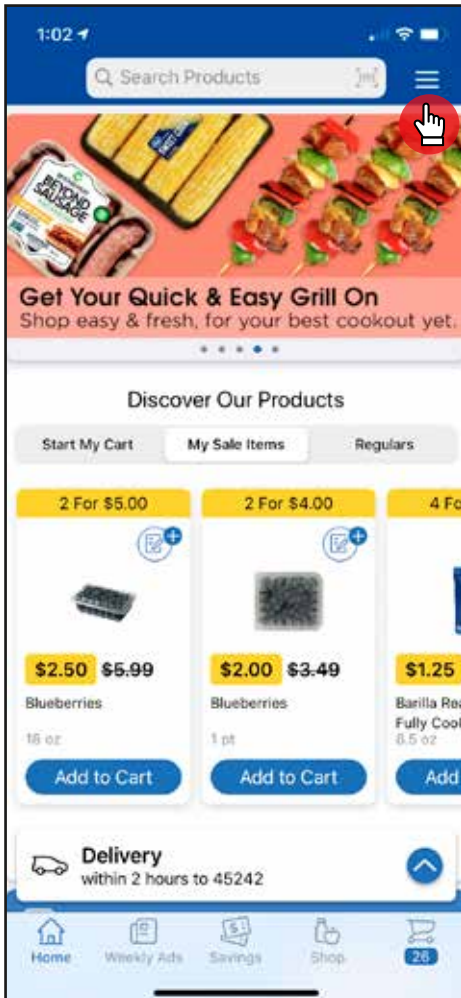 1:02
Search Products
BEYOND
SAUSAGE
Get Your Quick & Easy Grill On
Shop easy & fresh, for your best cookout yet.
Discover Our Products
Start My Cart My Sale Items Regulars
2 For $5.00 2 For $4.00 4 Fo
$2.50 $5.99 $2.00 $3.49 $1.25
Blueberries Blueberries Barilla Rea
Fully Cook
16 oz 1 pt 8.5 oz
Add to Cart Add to Cart Add
Delivery
within 2 hours to 45242
Home Weekly Ads Savings Shop 26